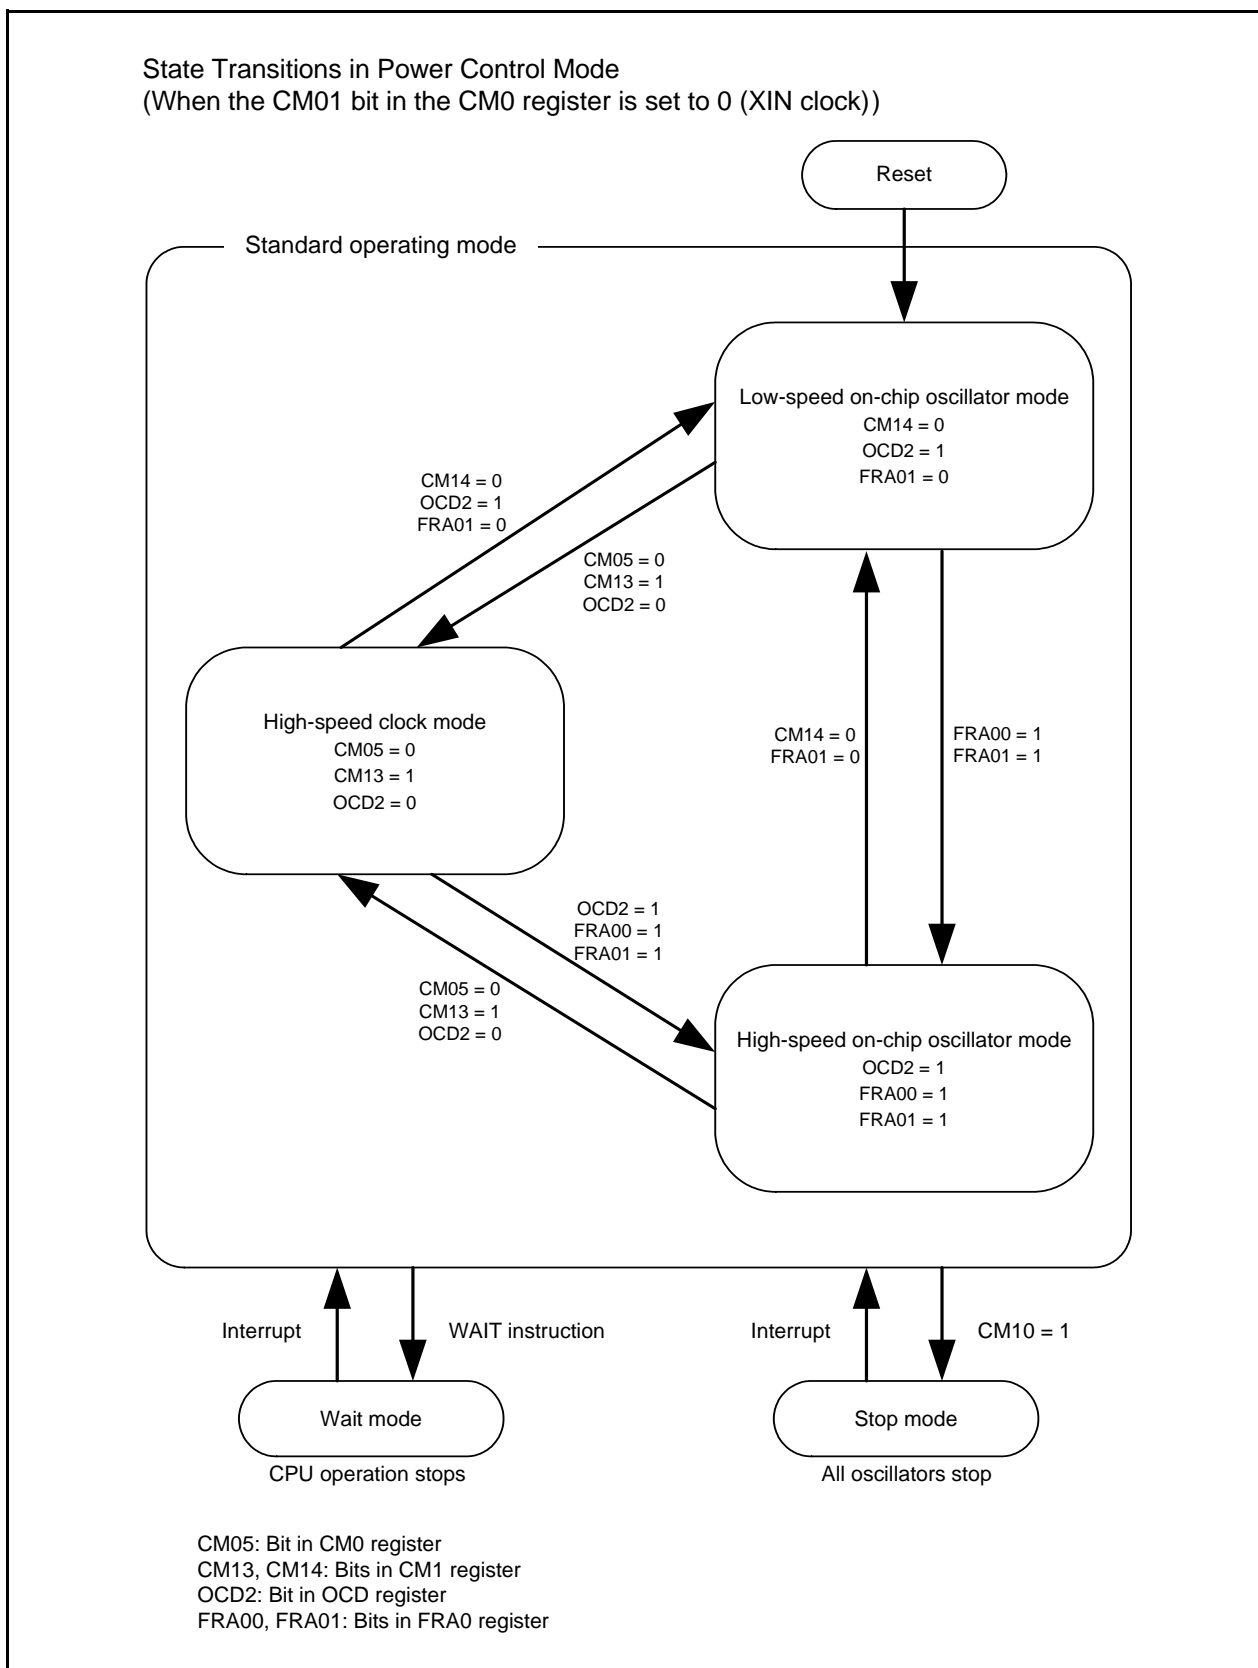 State Transitions in Power Control Mode
(When the CM01 bit in the CM0 register is set to 0 (XIN clock))
Reset
Standard operating mode
Low-speed on-chip oscillator mode
CM14 = 0
OCD2 = 1
FRA01 = 0
CM14 = 0
OCD2 = 1
FRA01 = 0
CM05 = 0
CM13 = 1
OCD2 = 0
High-speed clock mode
CM05 = 0
CM13 = 1
OCD2 = 0
CM14 = 0
FRA01 = 0
FRA00 = 1
FRA01 = 1
OCD2 = 1
FRA00 = 1
FRA01 = 1
CM05 = 0
CM13 = 1
OCD2 = 0
High-speed on-chip oscillator mode
OCD2 = 1
FRA00 = 1
FRA01 = 1
Interrupt
WAIT instruction
Interrupt
CM10 = 1
Wait mode
Stop mode
CPU operation stops
All oscillators stop
CM05: Bit in CM0 register
CM13, CM14: Bits in CM1 register
OCD2: Bit in OCD register
FRA00, FRA01: Bits in FRA0 register